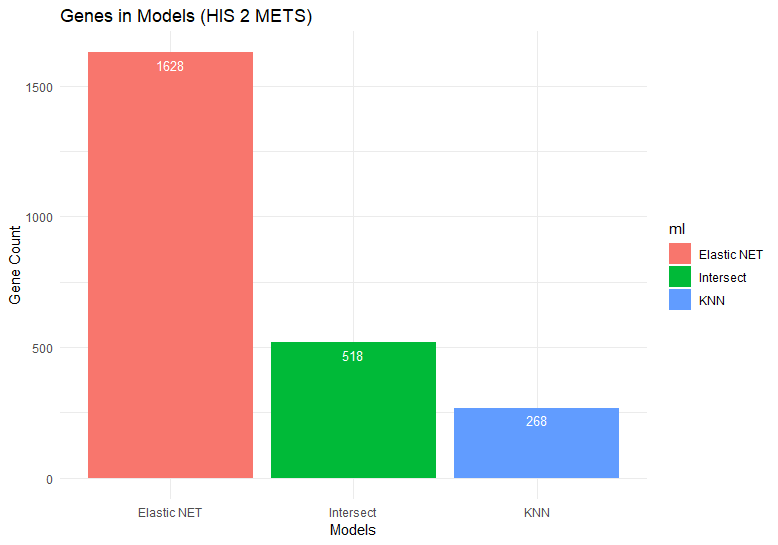 Genes in Models (HIS 2 METS)
1628
1500
1000
500
0
518
268
Gene Count
Elastic NET
Intersect
KNN
Models
ml
Elastic NET
Intersect
KNN